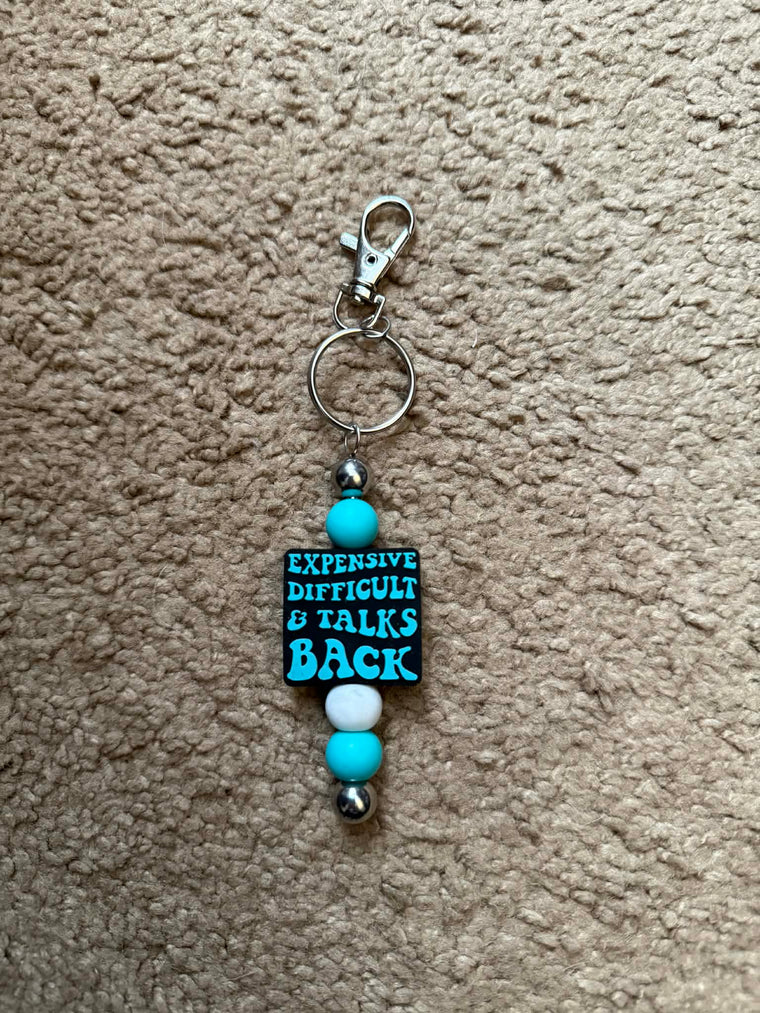 EXPENSIVE
DIFFICULT
& TALKS
BACK